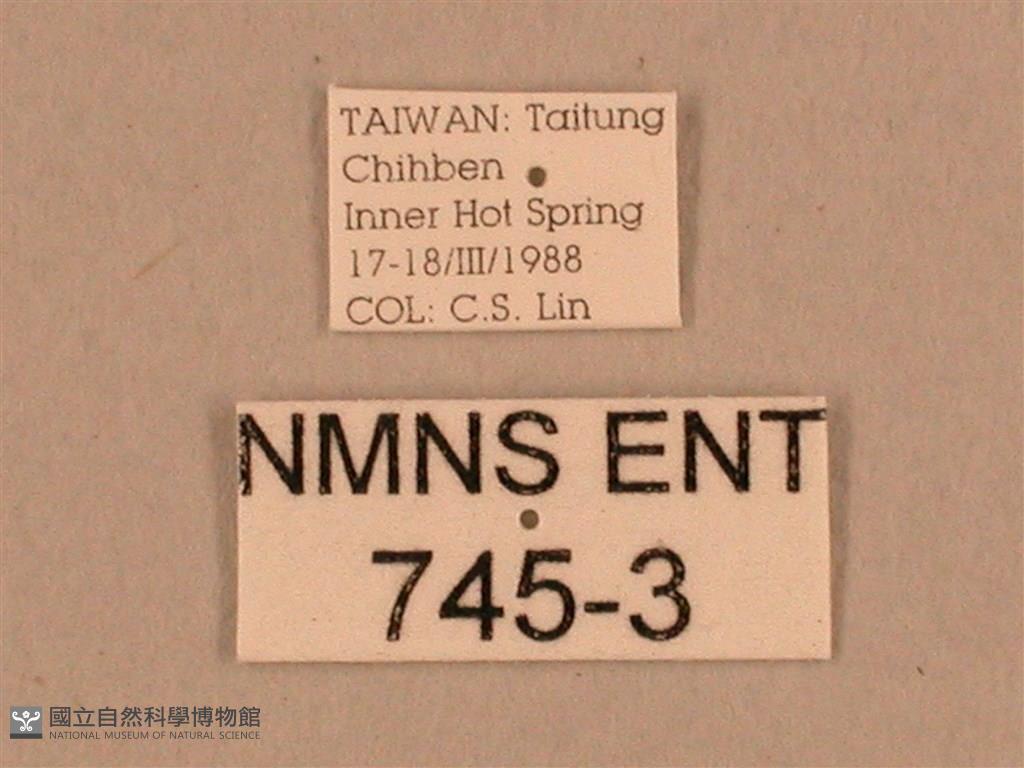 TAIWAN: Taitung
Chihben
Inner Hot Spring
17-18/III/1988
COL: C.S. Lin
NMNS ENT
745-3
國立自然科學博物館
NATIONAL MUSEUM OF NATURAL SCIENCE